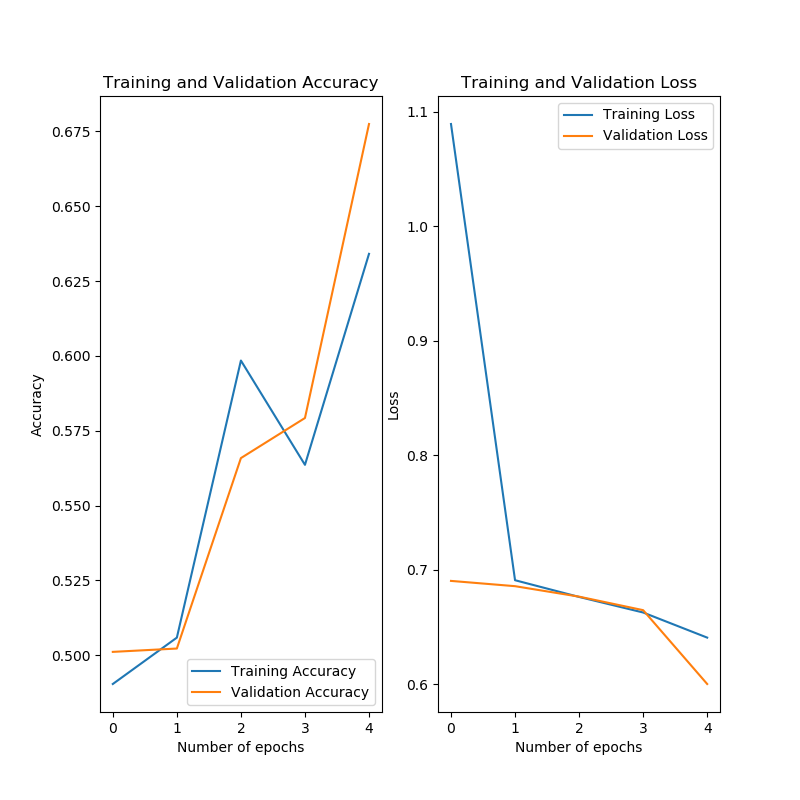 Training and Validation Accuracy
0.675
0.650
0.625
0.600
0.575
0.550
0.525
0.500
Accuracy
Training Accuracy
Validation Accuracy
0 1 2 3 4
Number of epochs
Training and Validation Loss
1.1
1.0
0.9
0.8
0.7
0.6
Loss
Training Loss
Validation Loss
0 1 2 3 4
Number of epochs